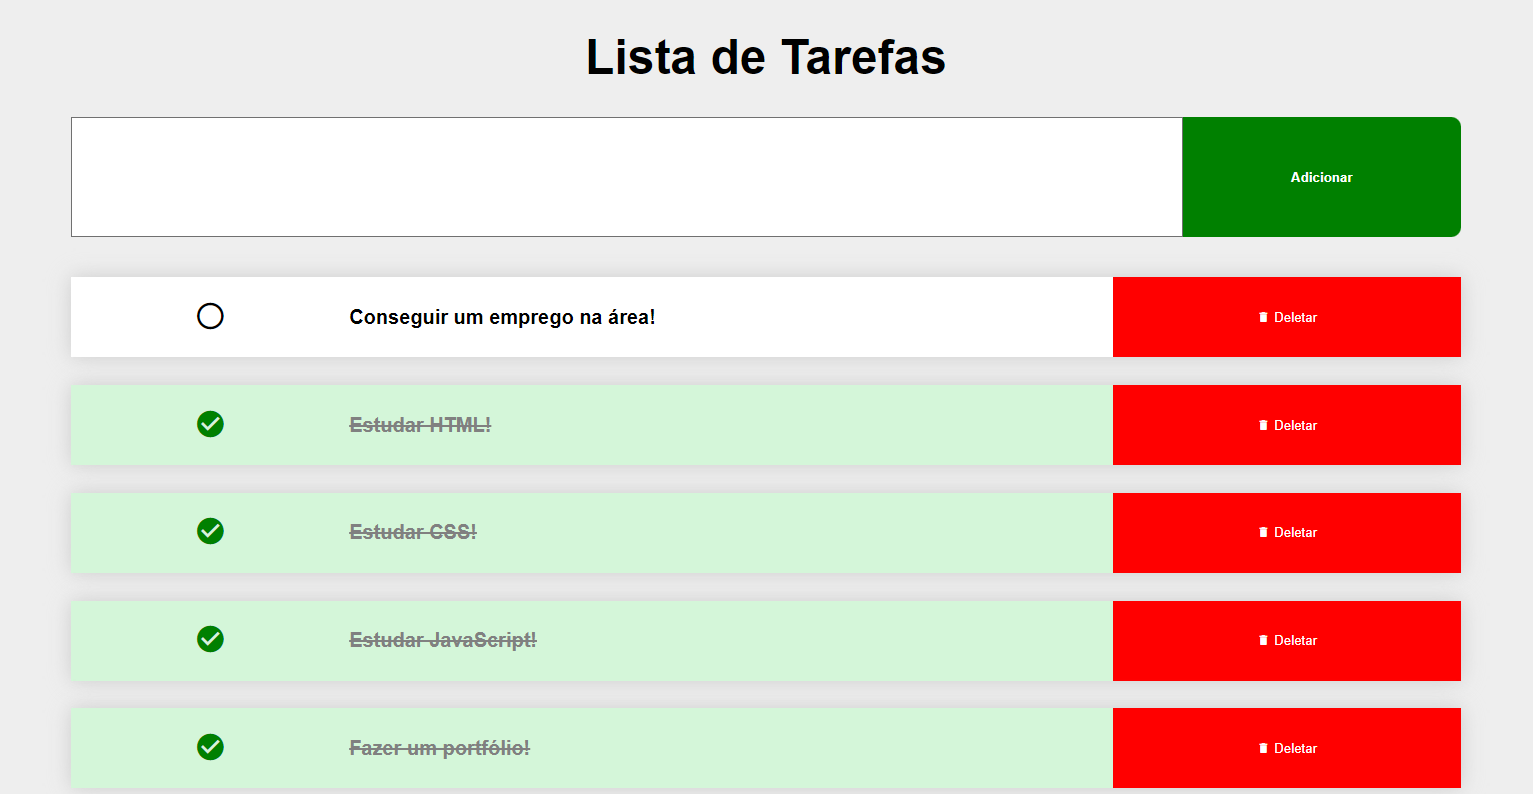 Lista de Tarefas
Adicionar
Conseguir um emprego na área!
Deletar
Estudar HTML!
Deletar
Estudar CSS!
Deletar
Estudar JavaScript!
Deletar
Fazer um portfólio!
Deletar